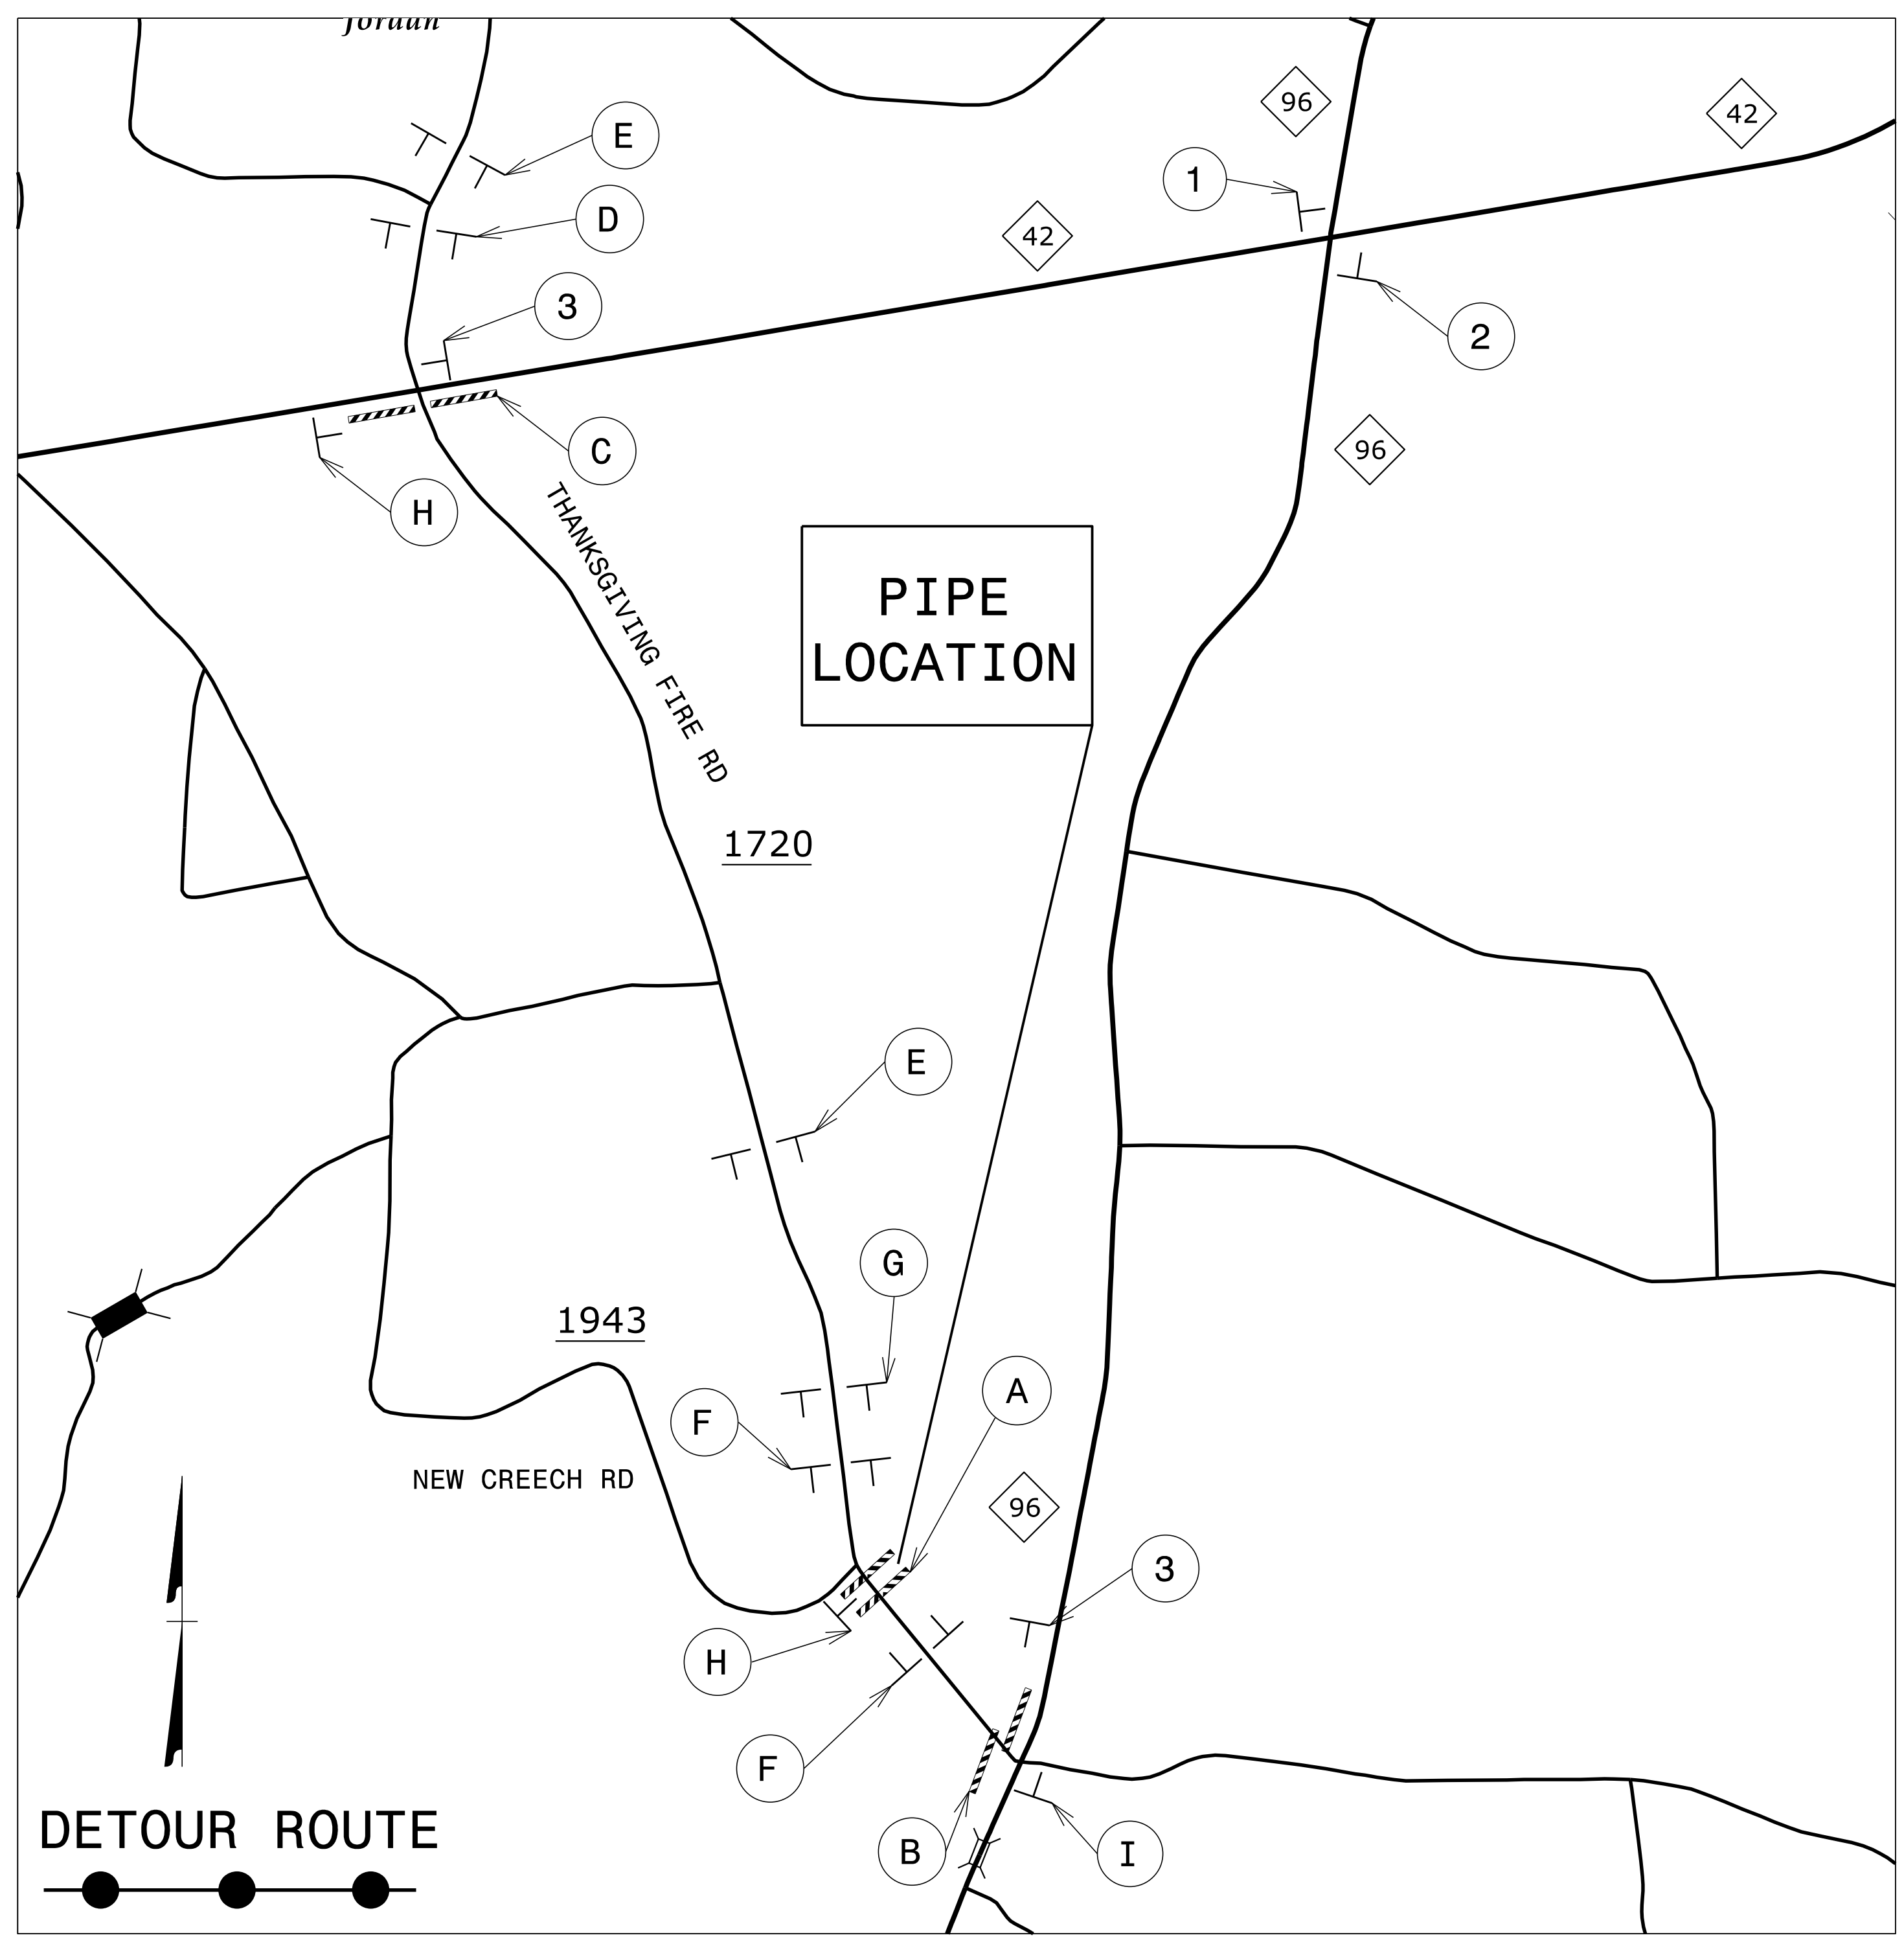 Jordan
96
42
E
1
D
42
3
2
C
96
H
THANKSGIVING FIRE RD
PIPE
LOCATION
1720
E
G
1943
A
F
NEW CREECH RD
96
3
H
F
DETOUR ROUTE
B
I